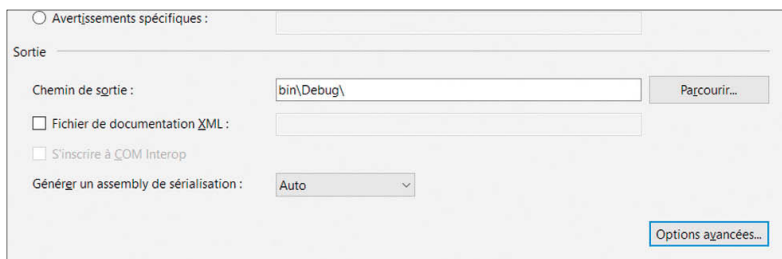 Avertissements spécifiques :
Sortie
Chemin de sortie : bin\Debug\ Parcourir...
Fichier de documentation XML :
S'inscrire à COM Interop
Générer un assembly de sérialisation : Auto
Options avancées...